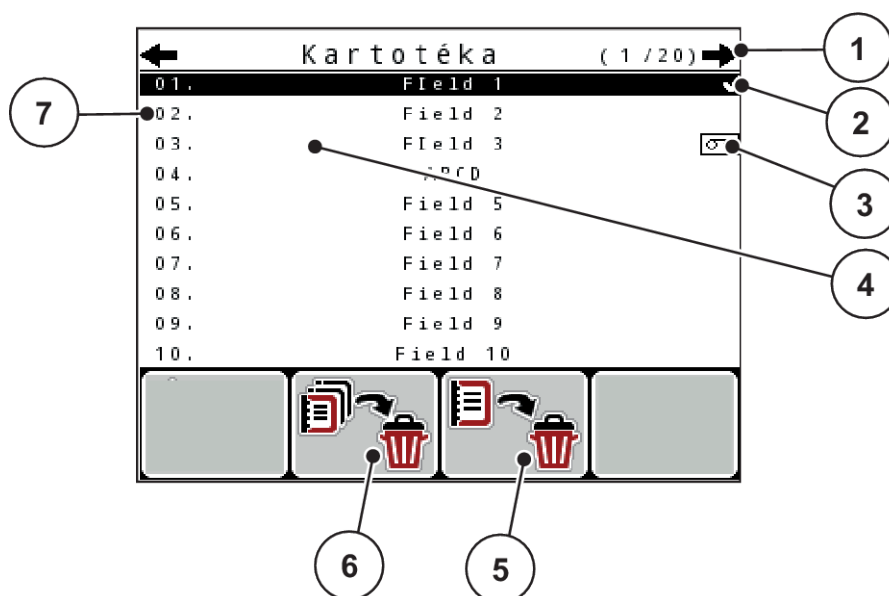 Kartotéka (1/20)
01. FIeld 1
02. Field 2
03. FIeld 3
04.
05. Field 5
06. Field 6
07. Field 7
08. Field 8
09. Field 9
10. Field 10
1
2
3
4
5
6
7